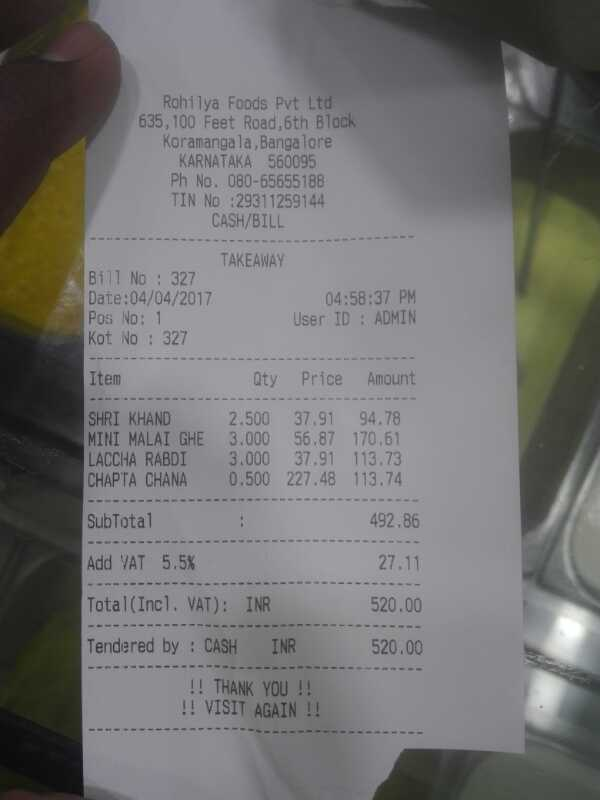 Rohilya Foods Pvt Ltd
635,100 Feet Road,6th Block
Koramangala,Bangalore
KARNATAKA 560095
Ph No. 080-65655188
TIN No :29311259144
CASH/BILL
TAKEAWAY
Bill No : 327
Date:04/04/2017 04:58:37 PM
Pos No: 1 User ID : ADMIN
Kot No : 327
Item Qty Price Amount
SHRI KHAND 2.500 37.91 94.78
MINI MALAI GHE 3.000 56.87 170.61
LACCHA RABDI 3.000 37.91 113.73
CHAPTA CHANA 0.500 227.48 113.74
SubTotal : 492.86
Add VAT 5.5% 27.11
Total(Incl. VAT): INR 520.00
Tendered by : CASH INR 520.00
!! THANK YOU !!
!! VISIT AGAIN !!